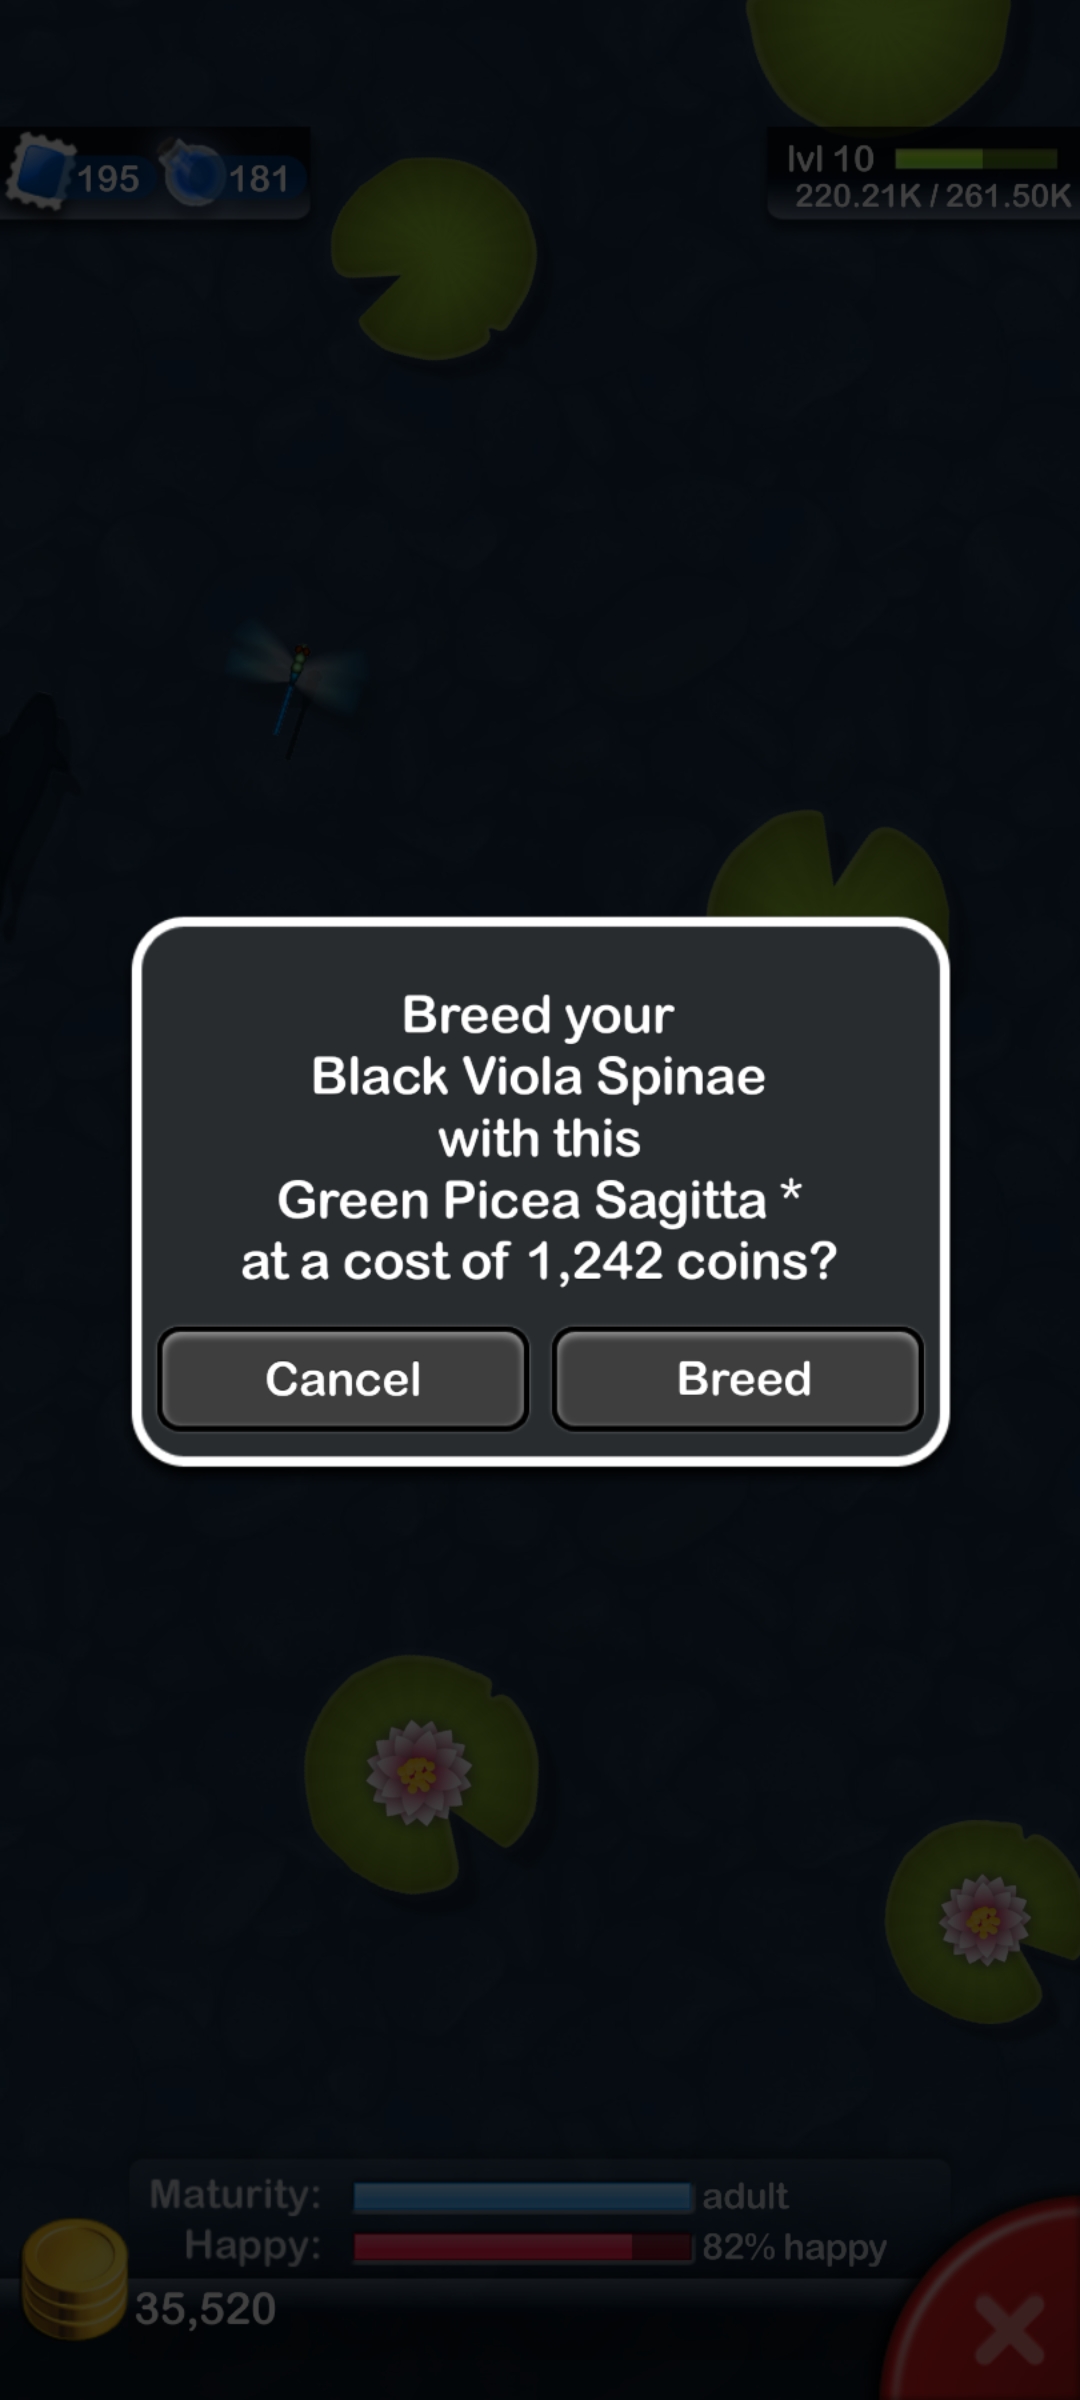 195
181
lvl 10
220.21K / 261.50K
Breed your
Black Viola Spinae
with this
Green Picea Sagitta *
at a cost of 1,242 coins?
Cancel
Breed
Maturity:
adult
Happy:
82% happy
35,520